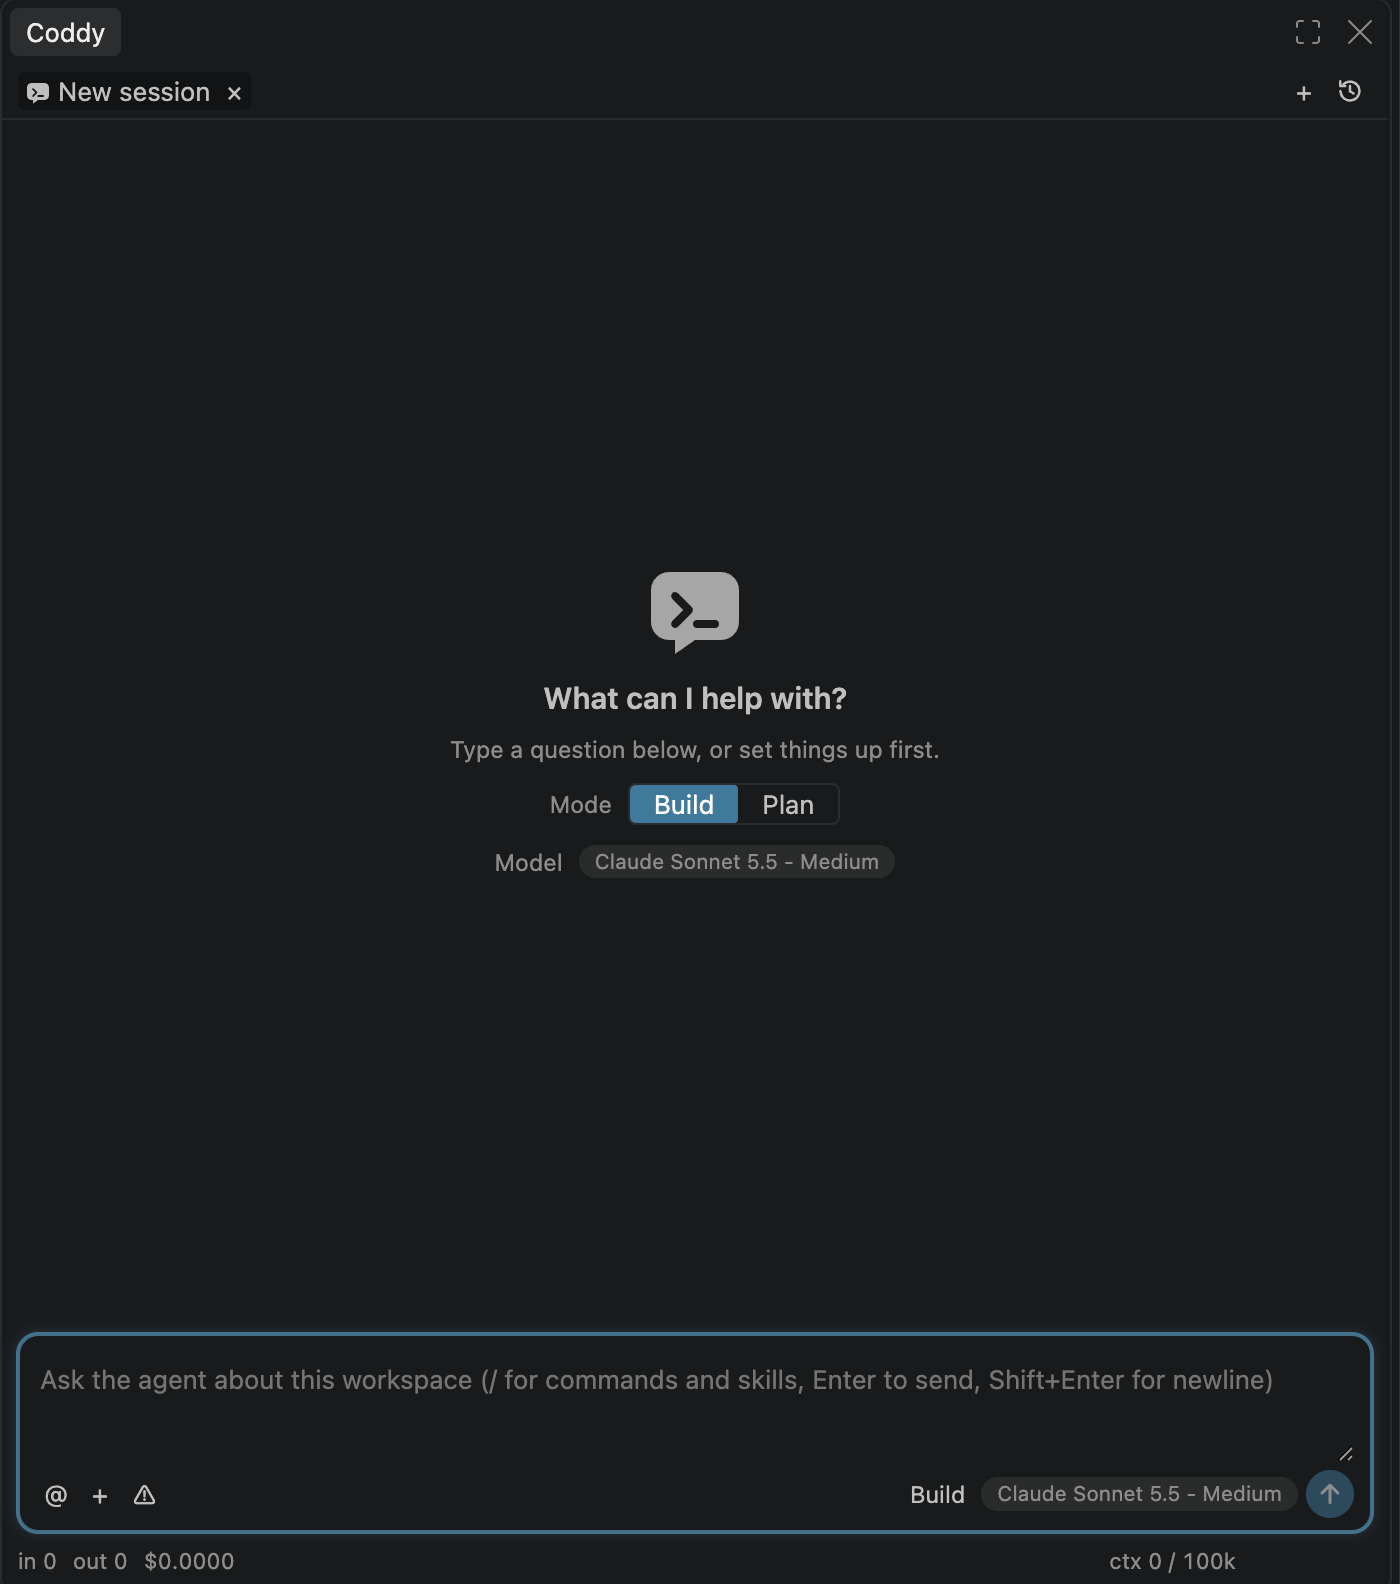 Coddy
New session
What can I help with?
Type a question below, or set things up first.
Mode Build Plan
Model Claude Sonnet 5.5 - Medium
Ask the agent about this workspace (/ for commands and skills, Enter to send, Shift+Enter for newline)
@ + Build Claude Sonnet 5.5 - Medium
in 0 out 0 $0.0000 ctx 0 / 100k